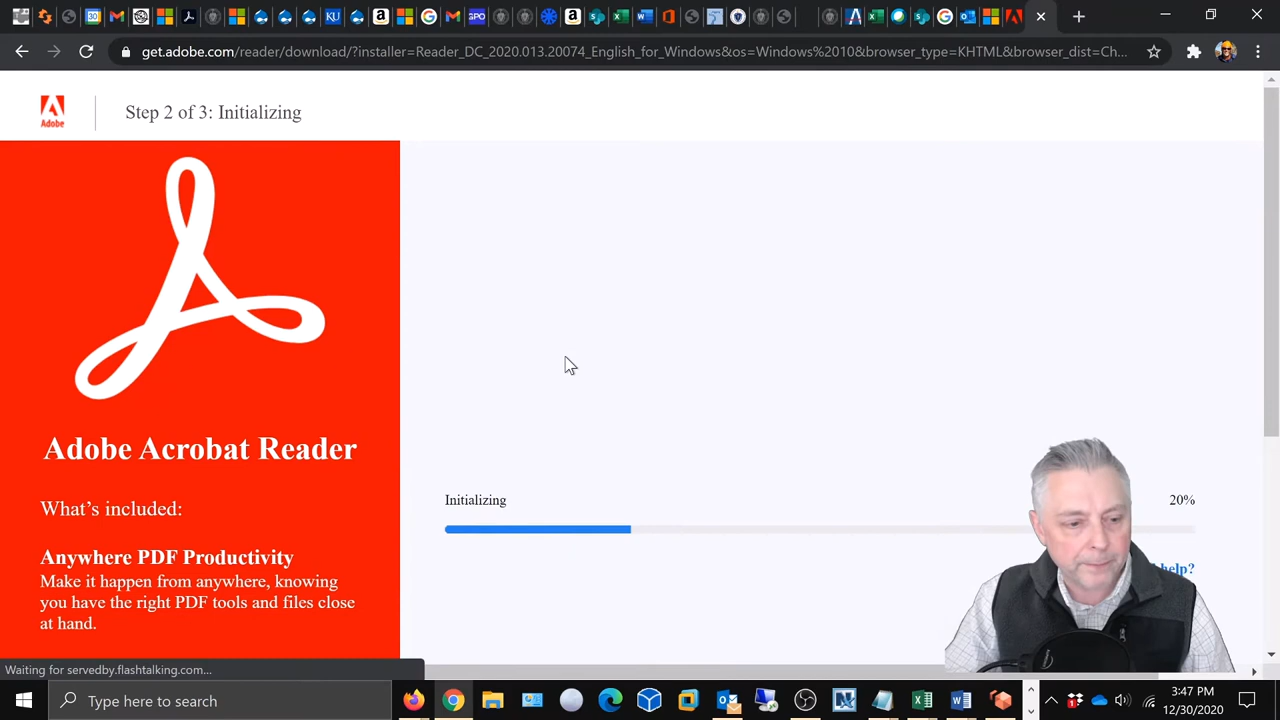 get.adobe.com/reader/download/?installer=Reader_DC_2020.013.20074_English_for_Windows&os=Windows%2010&browser_type=KHTML&browser_dist=Ch...
Adobe
Step 2 of 3: Initializing
Adobe Acrobat Reader
What's included:
Anywhere PDF Productivity
Make it happen from anywhere, knowing
you have the right PDF tools and files close
at hand.
Initializing 20%
help?
Waiting for servedby.flashtalking.com...
Type here to search
3:47 PM
12/30/2020